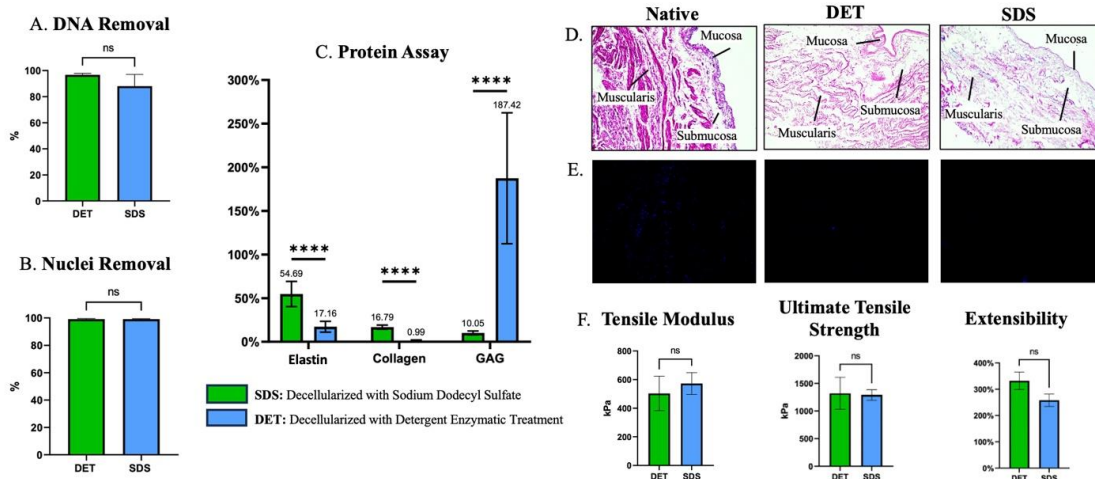 A. DNA Removal
ns
100
80
60
40
20
0
%
DET
SDS
B. Nuclei Removal
ns
100
80
60
40
20
0
%
DET
SDS
C. Protein Assay
300%
250%
200%
150%
100%
50%
0%
****
54.69
17.16
****
16.79
0.99
****
10.05
187.42
Elastin
Collagen
GAG
SDS: Decellularized with Sodium Dodecyl Sulfate
DET: Decellularized with Detergent Enzymatic Treatment
Native
DET
SDS
D.
Mucosa
Muscularis
Submucosa
Mucosa
Muscularis
Submucosa
Mucosa
Muscularis
Submucosa
E.
F.
Tensile Modulus
ns
800
600
400
200
0
kPa
DET
SDS
Ultimate Tensile
Strength
ns
2000
1500
1000
500
0
kPa
DET
SDS
Extensibility
ns
400%
300%
200%
100%
0%
DET
SDS